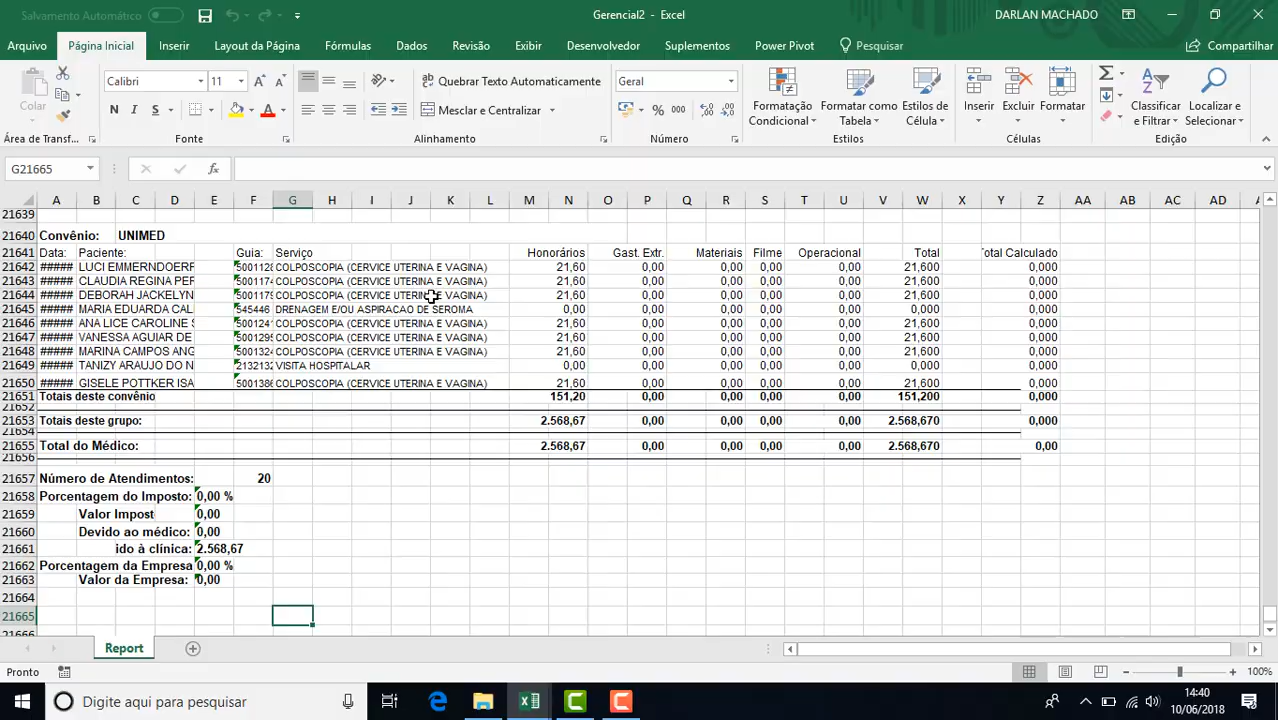 Salvamento Automático
Gerencial2 - Excel
DARLAN MACHADO
Arquivo Página Inicial Inserir Layout da Página Fórmulas Dados Revisão Exibir Desenvolvedor Suplementos Power Pivot Pesquisar Compartilhar
Colar
Calibri 11
N I S
Quebrar Texto Automaticamente
Mesclar e Centralizar
Geral
% 000
Formatação Condicional
Formatar como Tabela
Estilos de Célula
Inserir Excluir Formatar
Classificar e Filtrar
Localizar e Selecionar
Área de Transf... Fonte Alinhamento Número Estilos Células Edição
G21665
fx
A B C D E F G H I J K L M N O P Q R S T U V W X Y Z AA AB AC AD A
21639
21640 Convênio: UNIMED
21641 Data: Paciente: Guia: Serviço Honorários Gast. Extr. Materiais Filme Operacional Total Total Calculado
21642 ##### LUCI EMMERNDOERF 5001128 COLPOSCOPIA (CERVICE UTERINA E VAGINA) 21,60 0,00 0,00 0,00 0,00 21,600 0,000
21643 ##### CLAUDIA REGINA PER 5001174 COLPOSCOPIA (CERVICE UTERINA E VAGINA) 21,60 0,00 0,00 0,00 0,00 21,600 0,000
21644 ##### DEBORAH JACKELYN 5001179 COLPOSCOPIA (CERVICE UTERINA E VAGINA) 21,60 0,00 0,00 0,00 0,00 21,600 0,000
21645 ##### MARIA EDUARDA CAL 545446 DRENAGEM E/OU ASPIRACAO DE SEROMA 0,00 0,00 0,00 0,00 0,00 0,000 0,000
21646 ##### ANA LICE CAROLINE S 5001241 COLPOSCOPIA (CERVICE UTERINA E VAGINA) 21,60 0,00 0,00 0,00 0,00 21,600 0,000
21647 ##### VANESSA AGUIAR DE 5001295 COLPOSCOPIA (CERVICE UTERINA E VAGINA) 21,60 0,00 0,00 0,00 0,00 21,600 0,000
21648 ##### MARINA CAMPOS ANG 5001324 COLPOSCOPIA (CERVICE UTERINA E VAGINA) 21,60 0,00 0,00 0,00 0,00 21,600 0,000
21649 ##### TANIZY ARAUJO DO N 2132132 VISITA HOSPITALAR 0,00 0,00 0,00 0,00 0,00 0,000 0,000
21650 ##### GISELE POTTKER ISA 5001386 COLPOSCOPIA (CERVICE UTERINA E VAGINA) 21,60 0,00 0,00 0,00 0,00 21,600 0,000
21651 Totais deste convênio 151,20 0,00 0,00 0,00 0,00 151,200 0,000
21652
21653 Totais deste grupo: 2.568,67 0,00 0,00 0,00 0,00 2.568,670 0,000
21654
21655 Total do Médico: 2.568,67 0,00 0,00 0,00 0,00 2.568,670 0,00
21656
21657 Número de Atendimentos: 20
21658 Porcentagem do Imposto: 0,00 %
21659 Valor Impost 0,00
21660 Devido ao médico: 0,00
21661 ido à clínica: 2.568,67
21662 Porcentagem da Empresa 0,00 %
21663 Valor da Empresa: 0,00
21664
21665
21666
Report
Pronto
100%
Digite aqui para pesquisar
14:40
10/06/2018